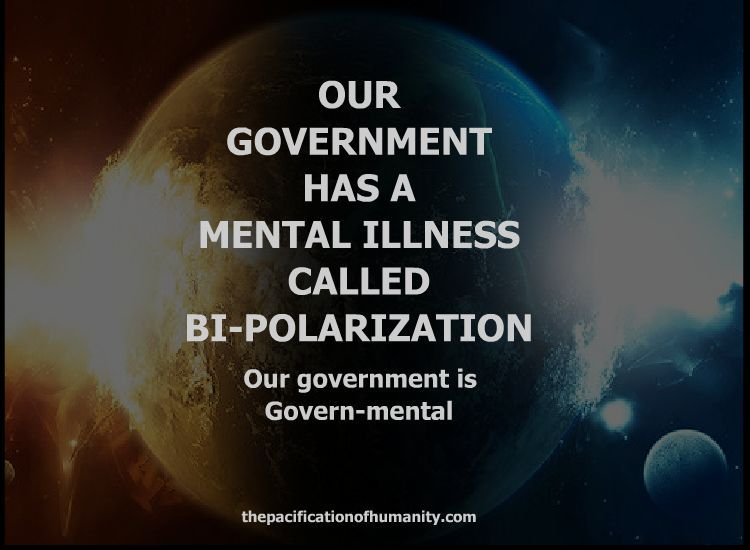 OUR
GOVERNMENT
HAS A
MENTAL ILLNESS
CALLED
BI-POLARIZATION
Our government is
Govern-mental
thepacificationofhumanity.com